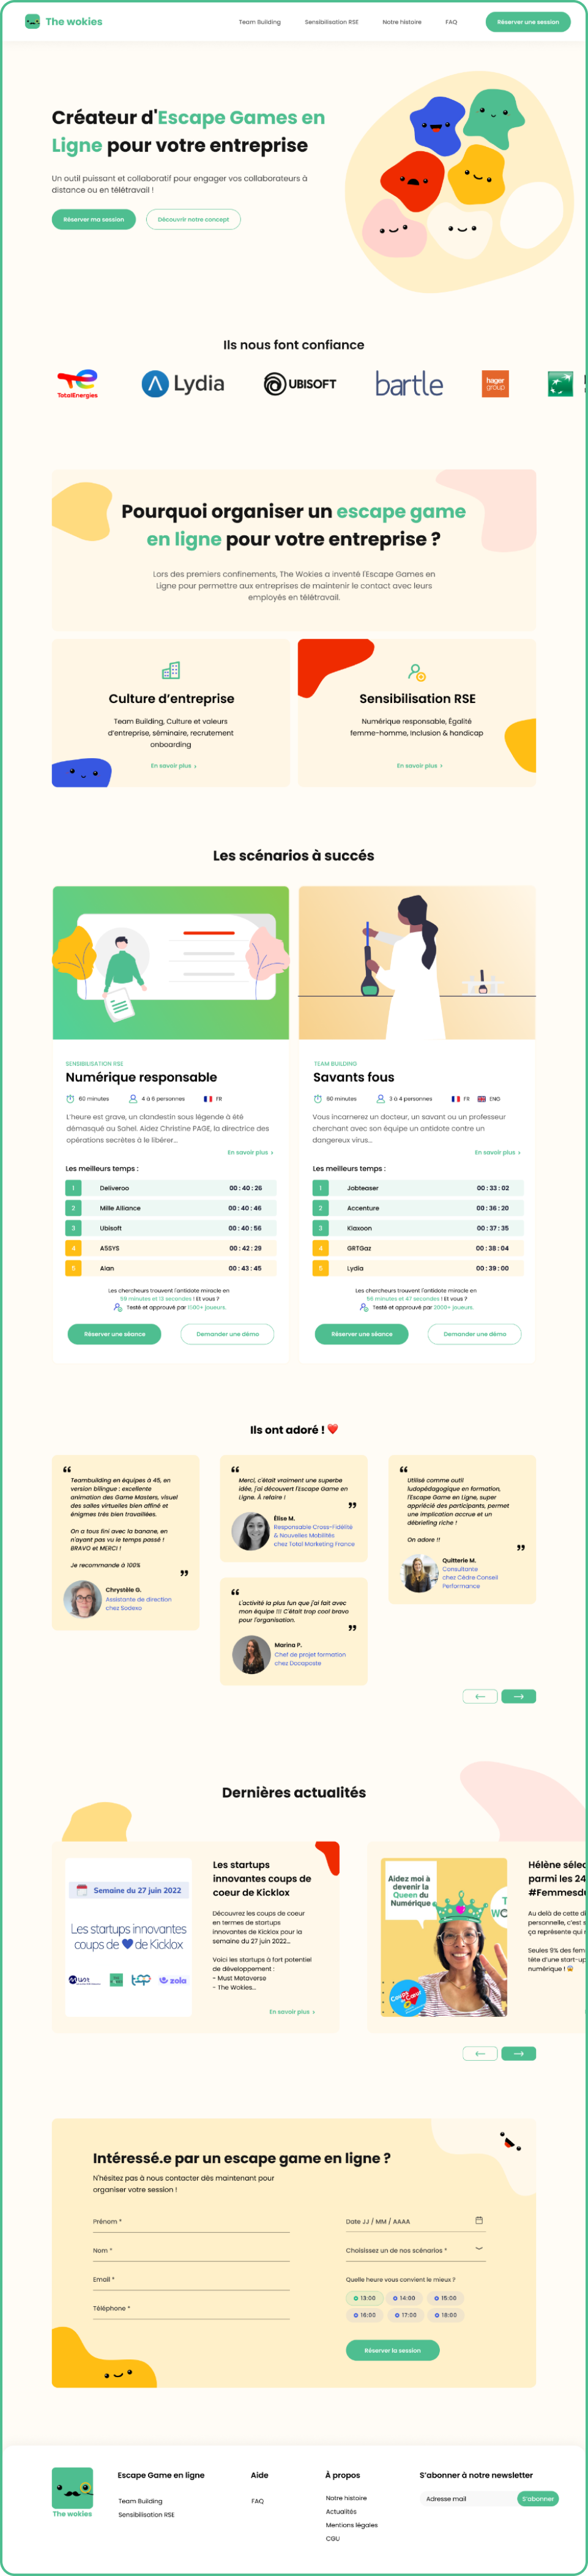 The wokies
Team Building
Sensibilisation RSE
Notre histoire
FAQ
Réserver une session
Créateur d'Escape Games en
Ligne pour votre entreprise
Un outil puissant et collaboratif pour engager vos collaborateurs à
distance ou en télétravail !
Réserver ma session
Découvrir notre concept
Ils nous font confiance
TotalEnergies
Lydia
UBISOFT
bartle
hager
group
Pourquoi organiser un escape game
en ligne pour votre entreprise ?
Lors des premiers confinements, The Wokies a inventé l'Escape Games en
Ligne pour permettre aux entreprises de maintenir le contact avec leurs
employés en télétravail.
Culture d'entreprise
Team Building, Culture et valeurs
d'entreprise, séminaire, recrutement
onboarding
En savoir plus >
Sensibilisation RSE
Numérique responsable, Égalité
femme-homme, Inclusion & handicap
En savoir plus >
Les scénarios à succés
SENSIBILISATION RSE
Numérique responsable
60 minutes
4 à 6 personnes
FR
L'heure est grave, un clandestin sous légende à été
démasqué au Sohel. Aidez Christine PAGE, la directrice des
opérations secrètes à le libérer...
En savoir plus >
Les meilleurs temps :
1 Deliveroo 00 : 40 : 26
2 Mille Alliance 00 : 40 : 46
3 Ubisoft 00 : 40 : 56
4 A5SYS 00 : 42 : 29
5 Alan 00 : 43 : 45
Les chercheurs trouvent l'antidote miracle en
59 minutes et 13 secondes ! Et vous ?
Testé et approuvé par 1500+ joueurs.
Réserver une séance
Demander une démo
TEAM BUILDING
Savants fous
60 minutes
3 à 4 personnes
FR
ENG
Vous incarnerez un docteur, un savant ou un professeur
cherchant avec son équipe un antidote contre un
dangereux virus...
En savoir plus >
Les meilleurs temps :
1 Jobteaser 00 : 33 : 02
2 Accenture 00 : 36 : 20
3 Klaxoon 00 : 37 : 35
4 GRTGaz 00 : 38 : 04
5 Lydia 00 : 39 : 00
Les chercheurs trouvent l'antidote miracle en
56 minutes et 47 secondes ! Et vous ?
Testé et approuvé par 2000+ joueurs.
Réserver une séance
Demander une démo
Ils ont adoré ! ❤️
Teambuilding en équipes à 45, en
version bilingue : excellente
animation des Game Masters, visuel
des salles virtuelles bien affiné et
énigmes très bien travaillées.
On a tous fini avec la banane, en
n'ayant pas vu le temps passé !
BRAVO et MERCI !
Je recommande à 100%
Chrystèle G.
Assistante de direction
chez Sodexo
Merci, c'était vraiment une superbe
idée, j'ai découvert l'Escape Game en
Ligne. À refaire !
Élise M.
Responsable Cross-Fidélité
& Nouvelles Mobilités
chez Total Marketing France
L'activité la plus fun que j'ai fait avec
mon équipe !!! C'était trop cool bravo
pour l'organisation.
Marina P.
Chef de projet formation
chez Docaposte
Utilisé comme outil
ludopédagogique en formation,
l'Escape Game en Ligne, super
apprécié des participants, permet
une implication accrue et un
débriefing riche !
On adore !!
Quitterie M.
Consultante
chez Cèdre Conseil
Performance
Dernières actualités
Semaine du 27 juin 2022
Les startups innovantes
coups de 💙 de Kicklox
zola
Les startups
innovantes coups de
coeur de Kicklox
Découvrez les coups de coeur
en termes de startups
innovantes de Kicklox pour la
semaine du 27 juin 2022...
Voici les startups à fort potentiel
de développement :
- Must Metaverse
- The Wokies...
En savoir plus >
Aidez moi à
devenir la
Queen du
Numérique
Hélène sélec
parmi les 24
#Femmesdu
Au delà de cette di
personnelle, c'est s
ça représente qui
Seules 9% des fem
tête d'une start-up
numérique !
Intéressé.e par un escape game en ligne ?
N'hésitez pas à nous contacter dès maintenant pour
organiser votre session !
Prénom *
Nom *
Email *
Téléphone *
Date JJ / MM / AAAA
Choisissez un de nos scénarios *
Quelle heure vous convient le mieux ?
13:00
14:00
15:00
16:00
17:00
18:00
Réserver la session
The wokies
Escape Game en ligne
Team Building
Sensibilisation RSE
Aide
FAQ
À propos
Notre histoire
Actualités
Mentions légales
CGU
S'abonner à notre newsletter
Adresse mail
S'abonner